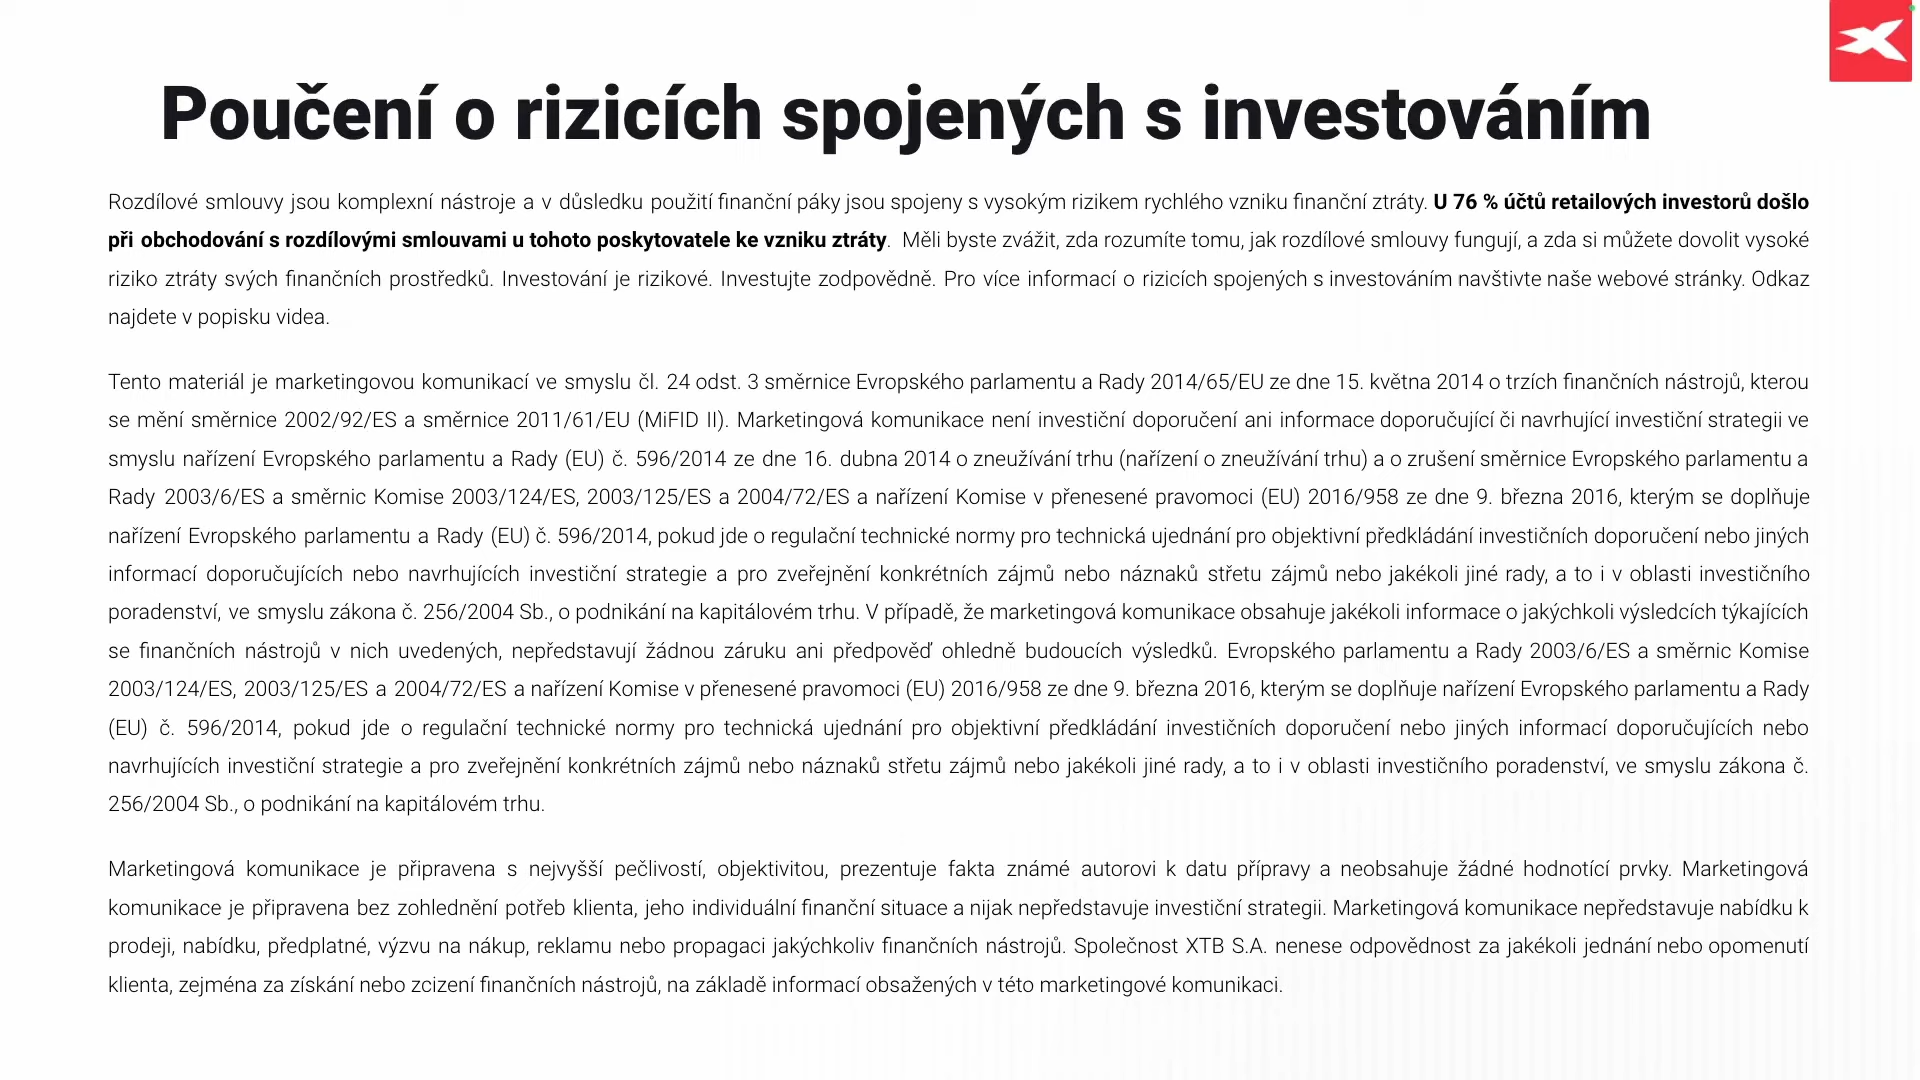 Poučení o rizicích spojených s investováním
Rozdílové smlouvy jsou komplexní nástroje a v důsledku použití finanční páky jsou spojeny s vysokým rizikem rychlého vzniku finanční ztráty. U 76 % účtů retailových investorů došlo
při obchodování s rozdílovými smlouvami u tohoto poskytovatele ke vzniku ztráty. Měli byste zvážit, zda rozumíte tomu, jak rozdílové smlouvy fungují, a zda si můžete dovolit vysoké
riziko ztráty svých finančních prostředků. Investování je rizikové. Investujte zodpovědně. Pro více informací o rizicích spojených s investováním navštivte naše webové stránky. Odkaz
najdete v popisku videa.
Tento materiál je marketingovou komunikací ve smyslu čl. 24 odst. 3 směrnice Evropského parlamentu a Rady 2014/65/EU ze dne 15. května 2014 o trzích finančních nástrojů, kterou
se mění směrnice 2002/92/ES a směrnice 2011/61/EU (MiFID II). Marketingová komunikace není investiční doporučení ani informace doporučující či navrhující investiční strategii ve
smyslu nařízení Evropského parlamentu a Rady (EU) č. 596/2014 ze dne 16. dubna 2014 o zneužívání trhu (nařízení o zneužívání trhu) a o zrušení směrnice Evropského parlamentu a
Rady 2003/6/ES a směrnic Komise 2003/124/ES, 2003/125/ES a 2004/72/ES a nařízení Komise v přenesené pravomoci (EU) 2016/958 ze dne 9. března 2016, kterým se doplňuje
nařízení Evropského parlamentu a Rady (EU) č. 596/2014, pokud jde o regulační technické normy pro technická ujednání pro objektivní předkládání investičních doporučení nebo jiných
informací doporučujících nebo navrhujících investiční strategie a pro zveřejnění konkrétních zájmů nebo náznaků střetu zájmů nebo jakékoli jiné rady, a to i v oblasti investičního
poradenství, ve smyslu zákona č. 256/2004 Sb., o podnikání na kapitálovém trhu. V případě, že marketingová komunikace obsahuje jakékoli informace o jakýchkoli výsledcích týkajících
se finančních nástrojů v nich uvedených, nepředstavují žádnou záruku ani předpověď ohledně budoucích výsledků. Evropského parlamentu a Rady 2003/6/ES a směrnic Komise
2003/124/ES, 2003/125/ES a 2004/72/ES a nařízení Komise v přenesené pravomoci (EU) 2016/958 ze dne 9. března 2016, kterým se doplňuje nařízení Evropského parlamentu a Rady
(EU) č. 596/2014, pokud jde o regulační technické normy pro technická ujednání pro objektivní předkládání investičních doporučení nebo jiných informací doporučujících nebo
navrhujících investiční strategie a pro zveřejnění konkrétních zájmů nebo náznaků střetu zájmů nebo jakékoli jiné rady, a to i v oblasti investičního poradenství, ve smyslu zákona č.
256/2004 Sb., o podnikání na kapitálovém trhu.
Marketingová komunikace je připravena s nejvyšší pečlivostí, objektivitou, prezentuje fakta známé autorovi k datu přípravy a neobsahuje žádné hodnotící prvky. Marketingová
komunikace je připravena bez zohlednění potřeb klienta, jeho individuální finanční situace a nijak nepředstavuje investiční strategii. Marketingová komunikace nepředstavuje nabídku k
prodeji, nabídku, předplatné, výzvu na nákup, reklamu nebo propagaci jakýchkoliv finančních nástrojů. Společnost XTB S.A. nenese odpovědnost za jakékoli jednání nebo opomenutí
klienta, zejména za získání nebo zcizení finančních nástrojů, na základě informací obsažených v této marketingové komunikaci.